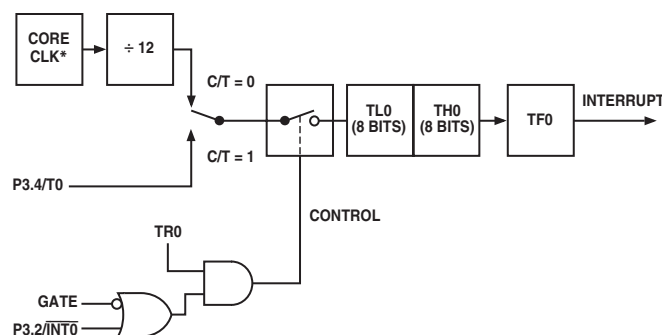 CORE
CLK*
÷ 12
C/T = 0
C/T = 1
P3.4/T0
TL0
(8 BITS)
TH0
(8 BITS)
TF0
INTERRUPT
CONTROL
TR0
GATE
P3.2/INT0